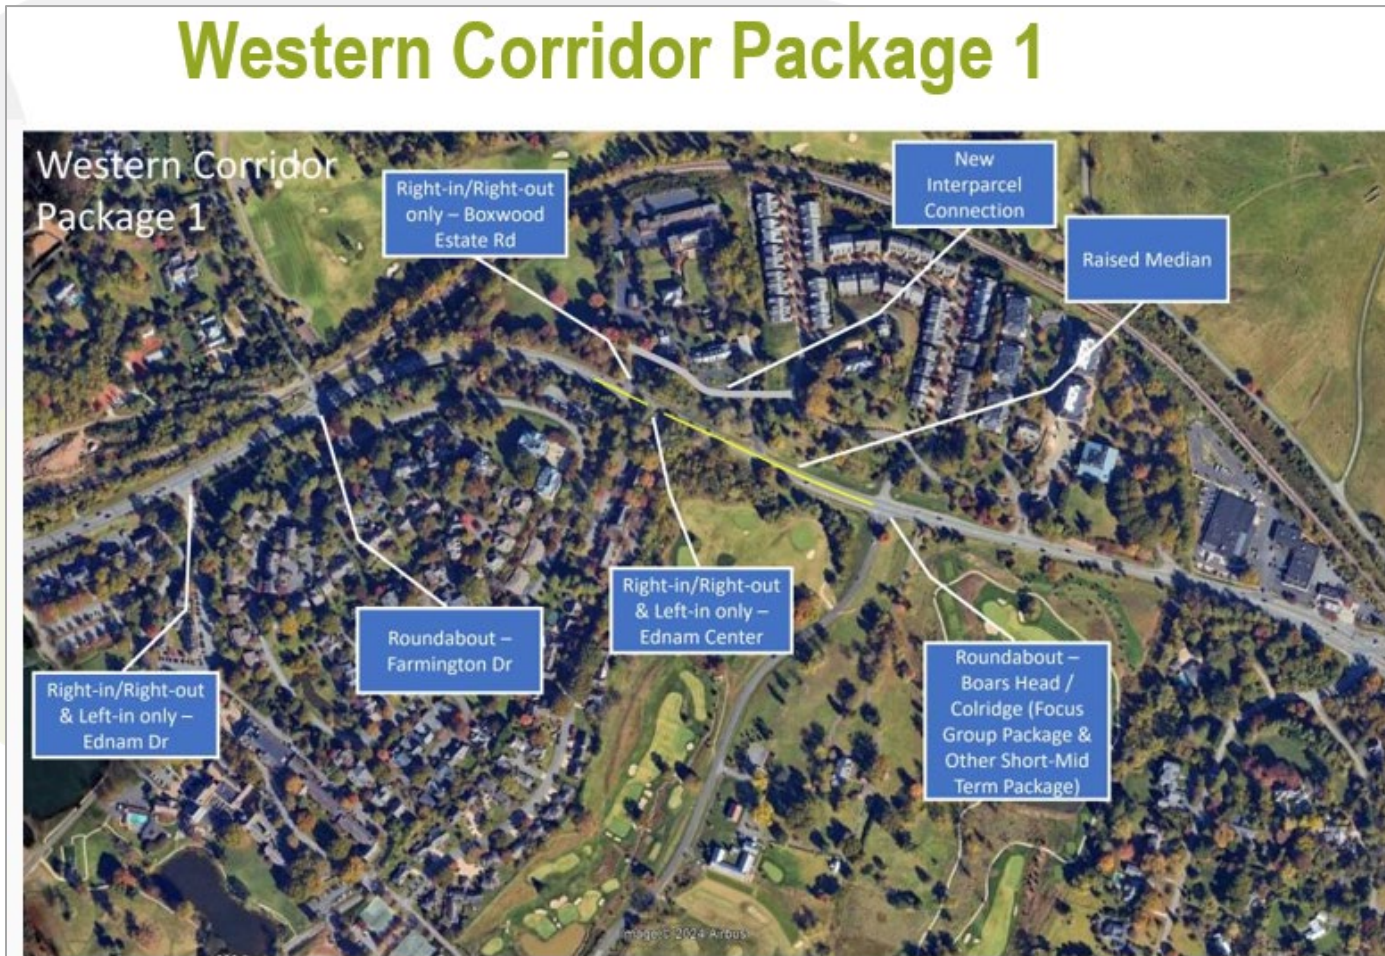 Western Corridor Package 1
Western Corridor
Package 1
Right-in/Right-out
only – Boxwood
Estate Rd
New
Interparcel
Connection
Raised Median
Right-in/Right-out
& Left-in only –
Ednam Dr
Roundabout –
Farmington Dr
Right-in/Right-out
& Left-in only –
Ednam Center
Roundabout –
Boars Head /
Colridge (Focus
Group Package &
Other Short-Mid
Term Package)
Image © 2024 Airbus